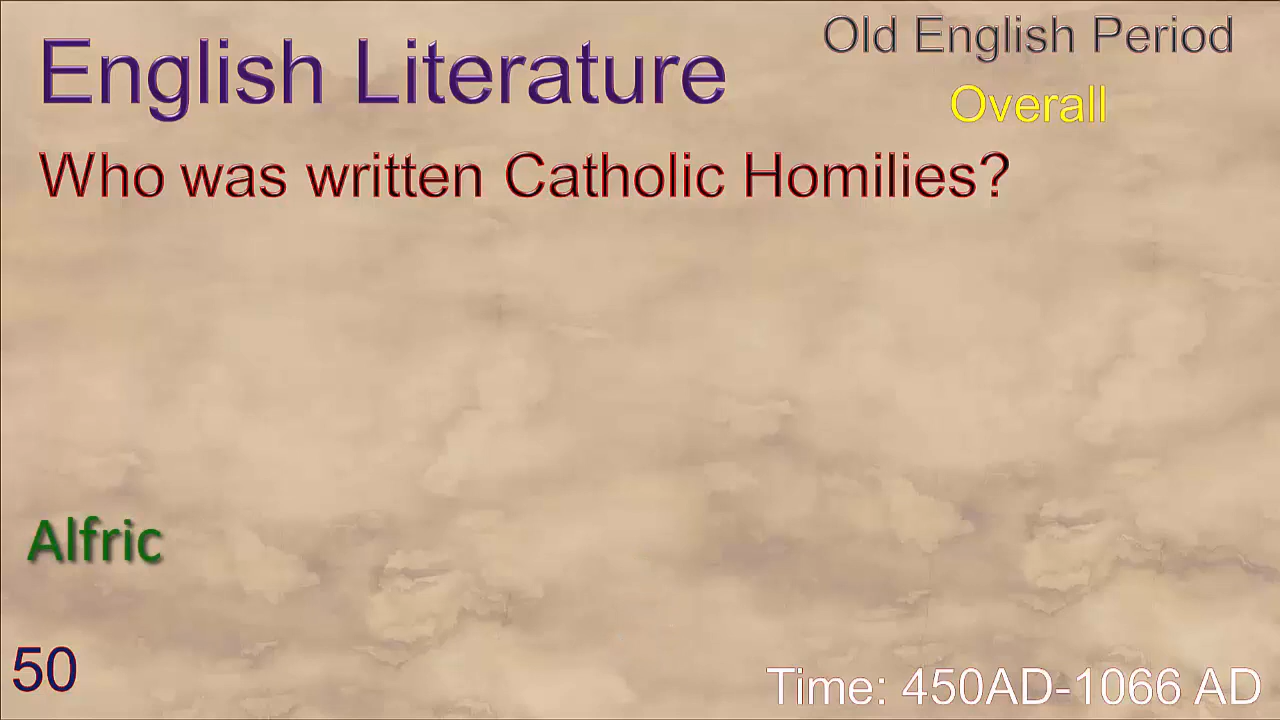 English Literature
Old English Period
Overall
Who was written Catholic Homilies?
Alfric
50
Time: 450AD-1066 AD